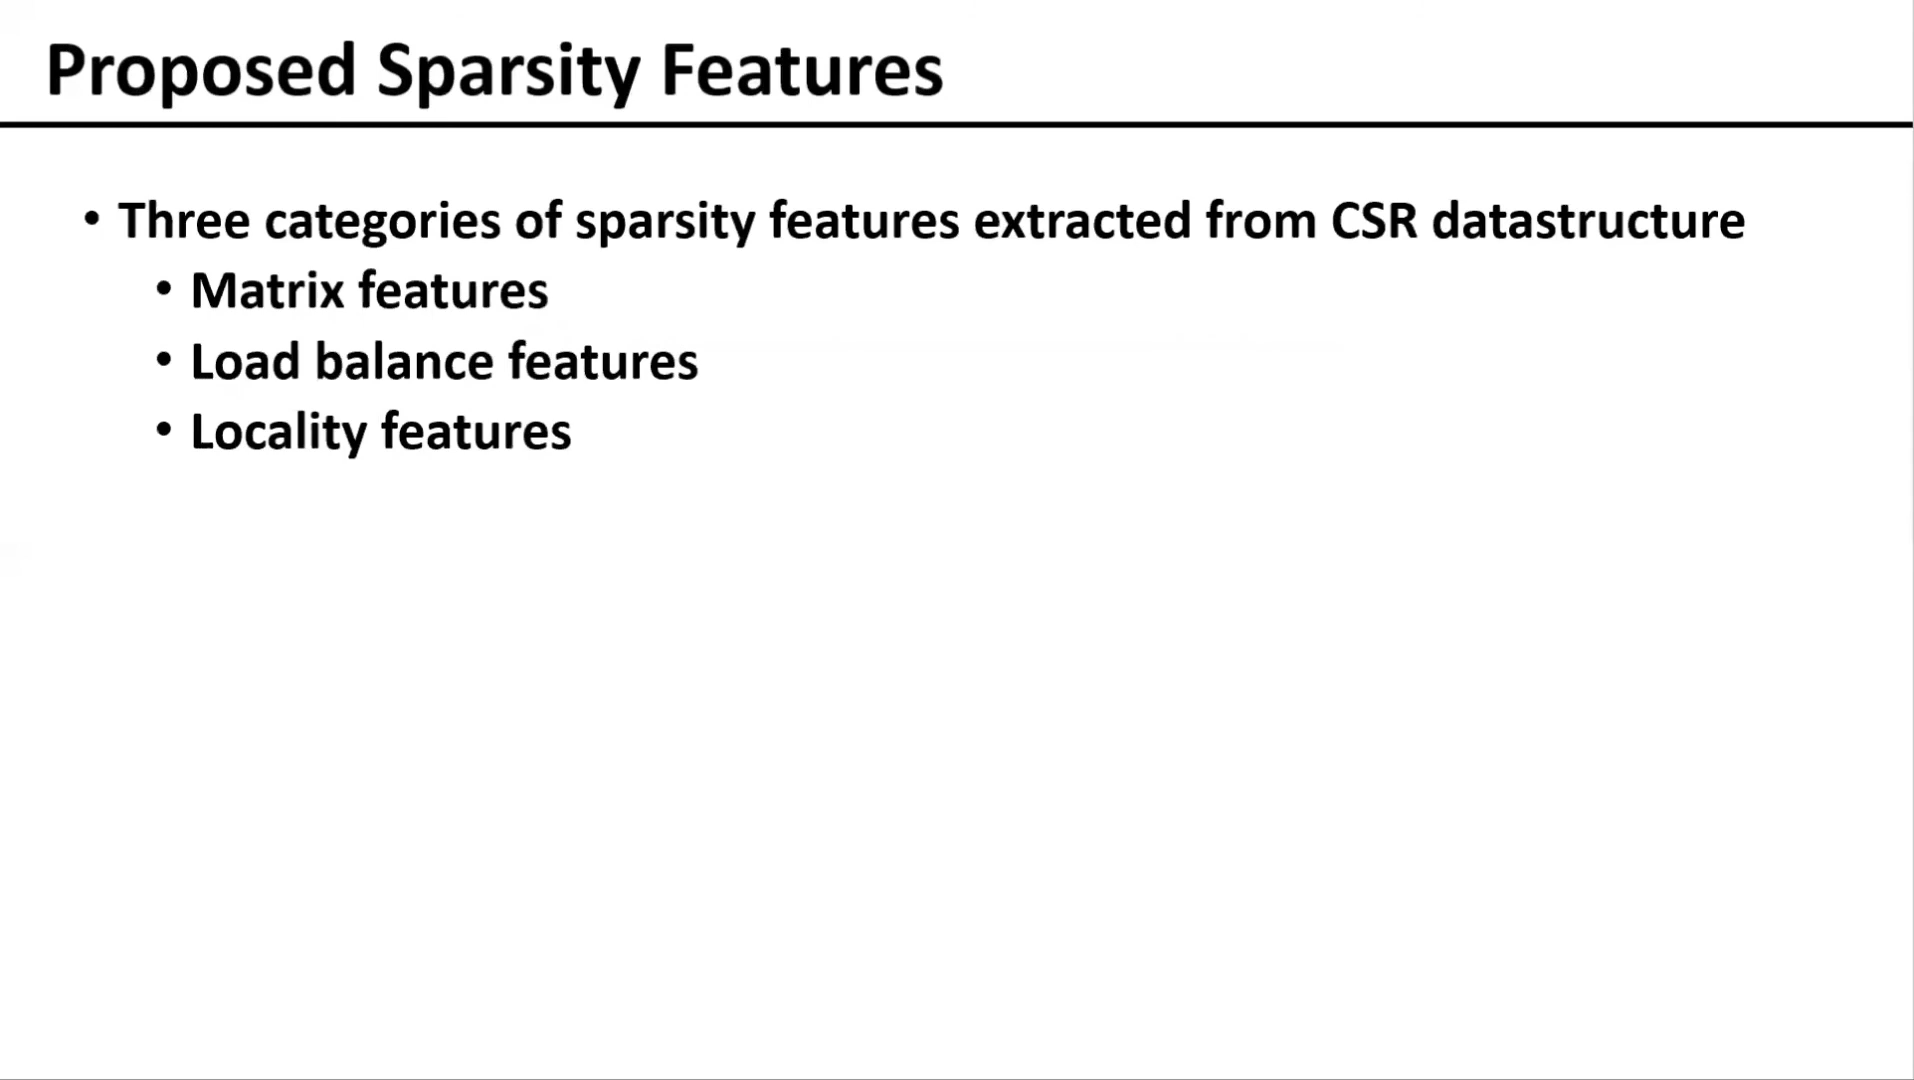 Proposed Sparsity Features
• Three categories of sparsity features extracted from CSR datastructure
• Matrix features
• Load balance features
• Locality features